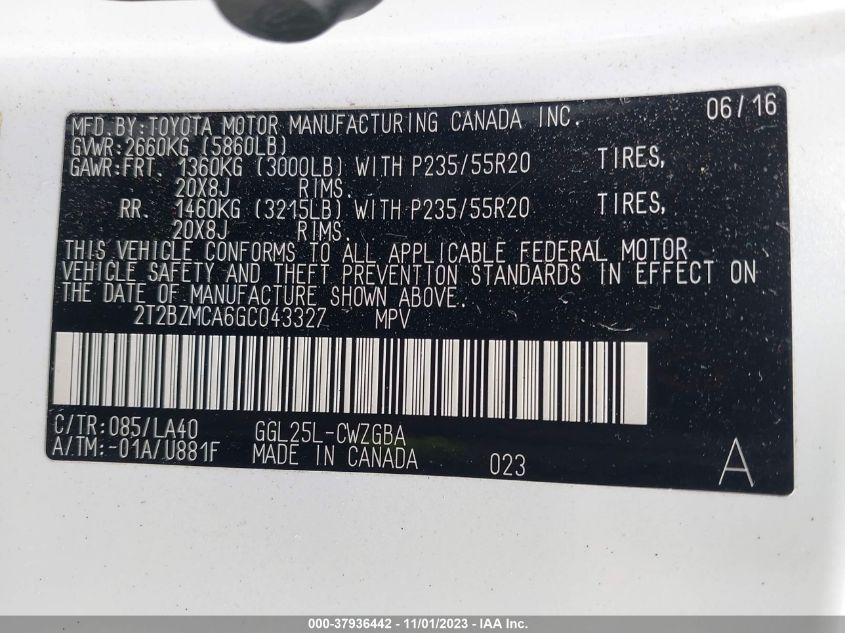 MFD. BY: TOYOTA MOTOR MANUFACTURING CANADA INC. 06/16
GVWR: 2660KG (5860LB)
GAWR: FRT. 1360KG (3000LB) WITH P235/55R20 TIRES,
20X8J RIMS.
RR. 1460KG (3215LB) WITH P235/55R20 TIRES,
20X8J RIMS.
THIS VEHICLE CONFORMS TO ALL APPLICABLE FEDERAL MOTOR
VEHICLE SAFETY AND THEFT PREVENTION STANDARDS IN EFFECT ON
THE DATE OF MANUFACTURE SHOWN ABOVE.
2T2BZMCA6GC043327 MPV
C/TR: 085/LA40 GGL25L-CWZGBA
A/TM: -01A/U881F MADE IN CANADA 023 A
000-37936442 - 11/01/2023 - IAA Inc.